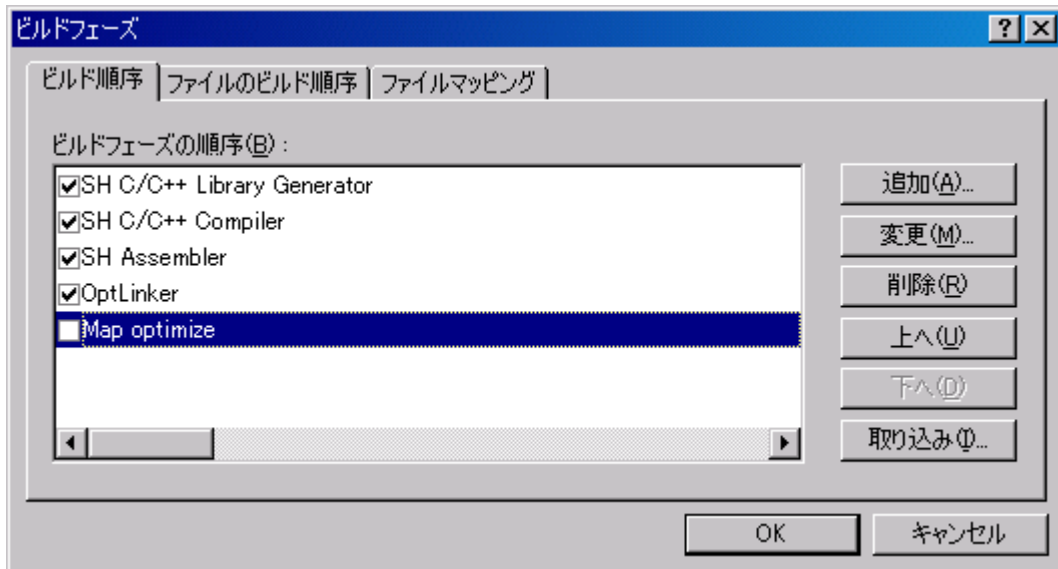 ビルドフェーズ
ビルド順序 ファイルのビルド順序 ファイルマッピング
ビルドフェーズの順序(B) :
SH C/C++ Library Generator
SH C/C++ Compiler
SH Assembler
OptLinker
Map optimize
追加(A)...
変更(M)...
削除(R)
上へ(U)
下へ(D)
取り込み(I)...
OK キャンセル